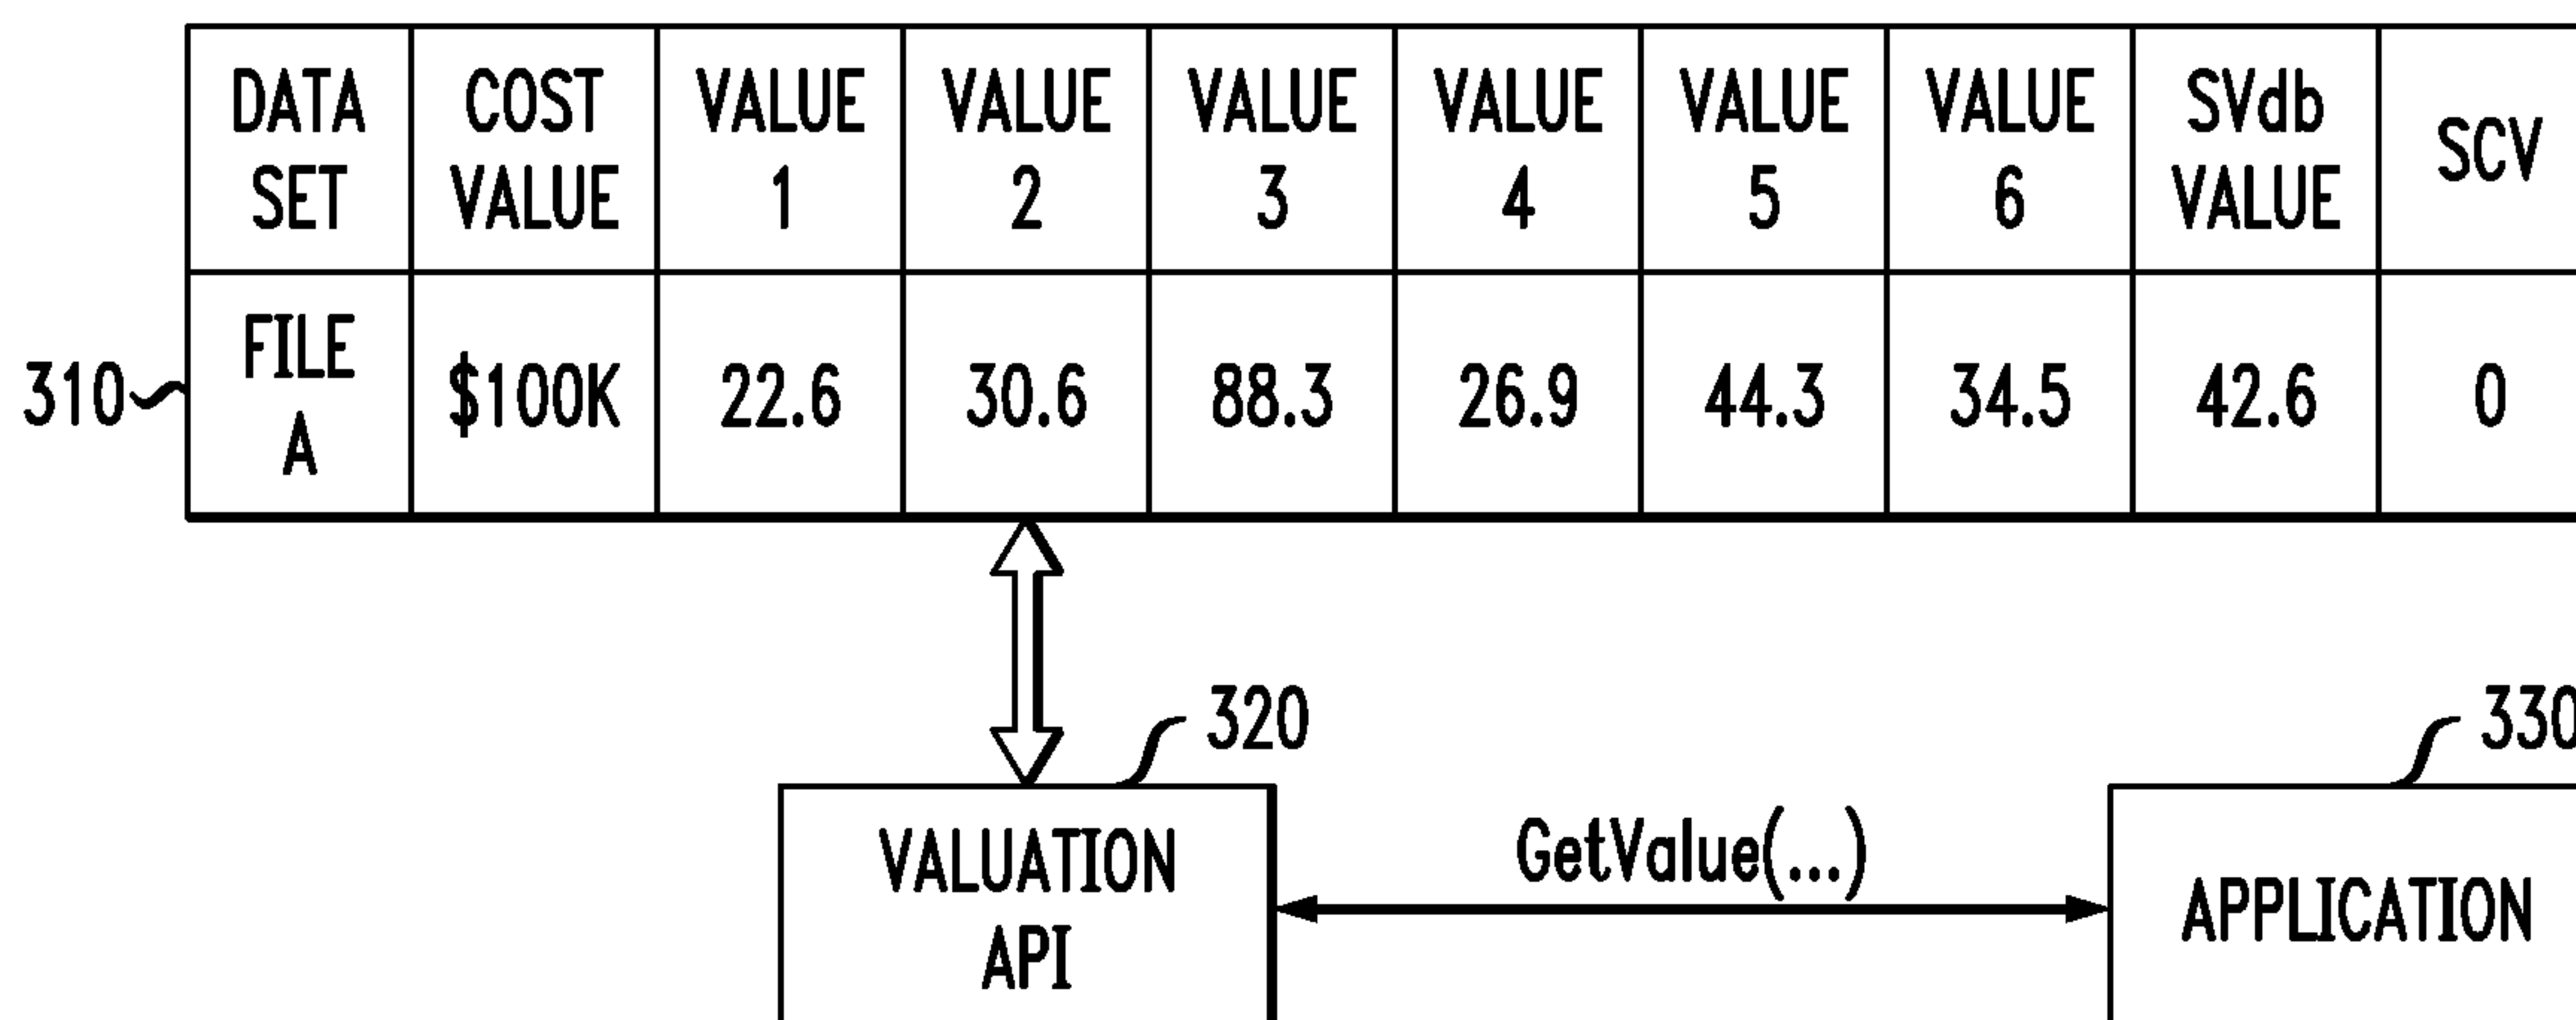 DATA SET COST VALUE VALUE 1 VALUE 2 VALUE 3 VALUE 4 VALUE 5 VALUE 6 SVdb VALUE SCV
310 FILE A $100K 22.6 30.6 88.3 26.9 44.3 34.5 42.6 0
320 330
VALUATION API
GetValue(...)
APPLICATION